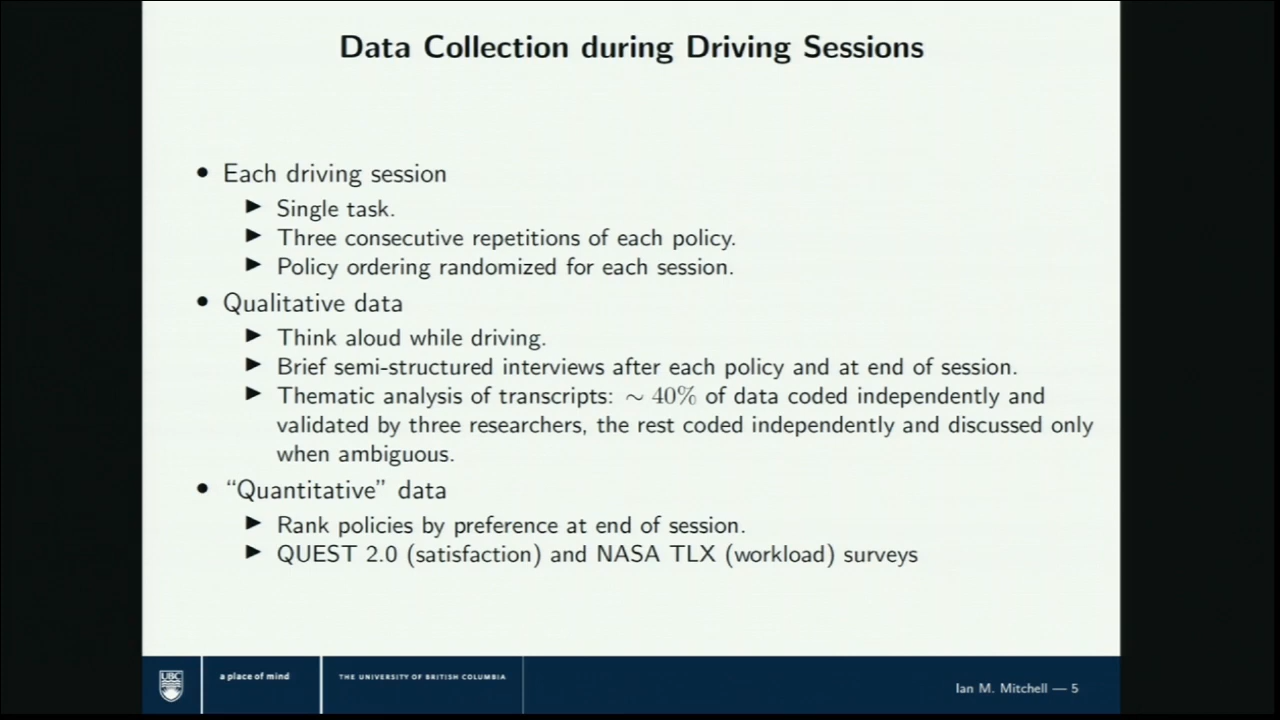 Data Collection during Driving Sessions
• Each driving session
▶ Single task.
▶ Three consecutive repetitions of each policy.
▶ Policy ordering randomized for each session.
• Qualitative data
▶ Think aloud while driving.
▶ Brief semi-structured interviews after each policy and at end of session.
▶ Thematic analysis of transcripts: ∼ 40% of data coded independently and
validated by three researchers, the rest coded independently and discussed only
when ambiguous.
• “Quantitative” data
▶ Rank policies by preference at end of session.
▶ QUEST 2.0 (satisfaction) and NASA TLX (workload) surveys
UBC
a place of mind
THE UNIVERSITY OF BRITISH COLUMBIA
Ian M. Mitchell — 5